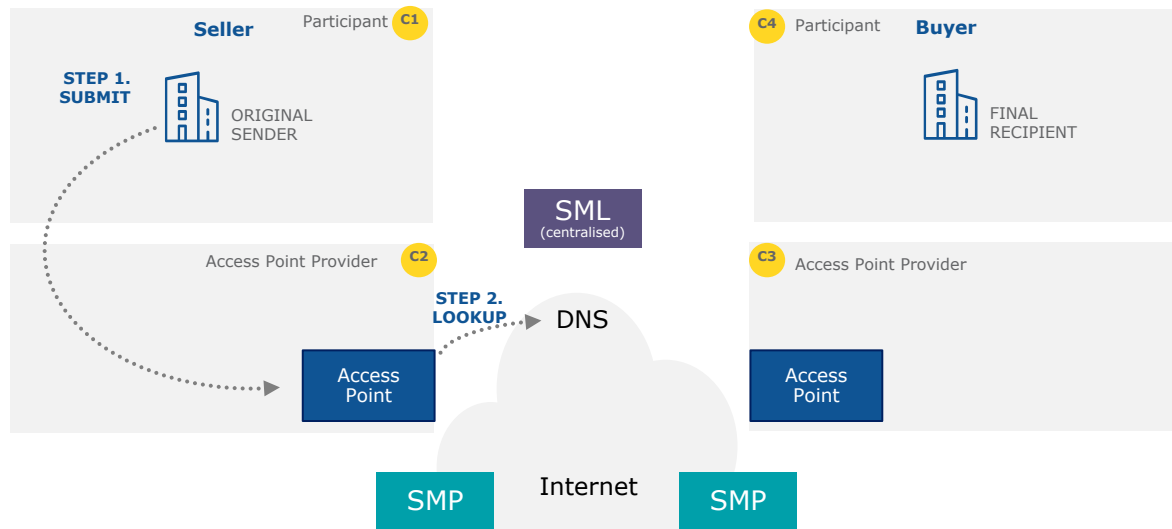 Seller
Participant C1
STEP 1.
SUBMIT
ORIGINAL
SENDER
C4 Participant
Buyer
FINAL
RECIPIENT
SML
(centralised)
Access Point Provider C2
C3 Access Point Provider
STEP 2.
LOOKUP
DNS
Access
Point
Access
Point
Internet
SMP
SMP